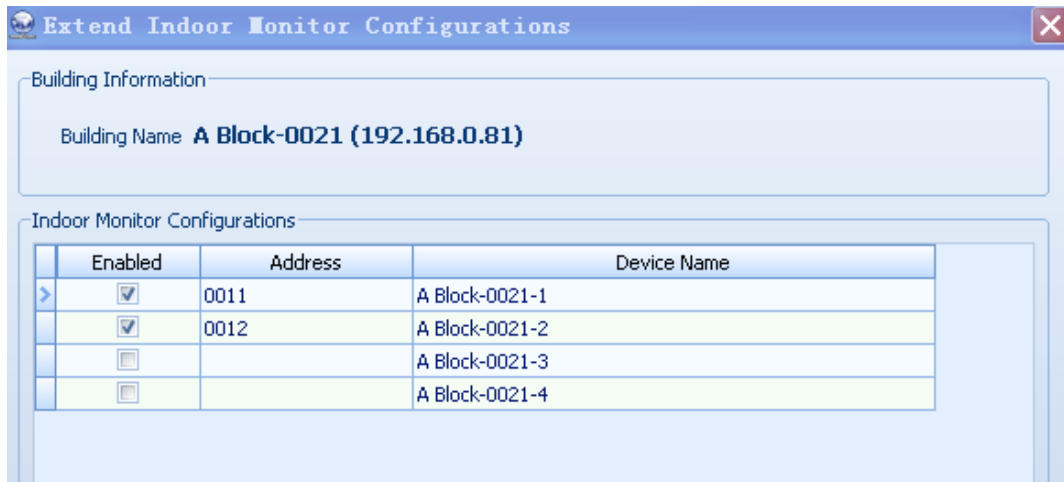 Extend Indoor Monitor Configurations
Building Information
Building Name A Block-0021 (192.168.0.81)
Indoor Monitor Configurations
Enabled Address Device Name
0011 A Block-0021-1
0012 A Block-0021-2
A Block-0021-3
A Block-0021-4